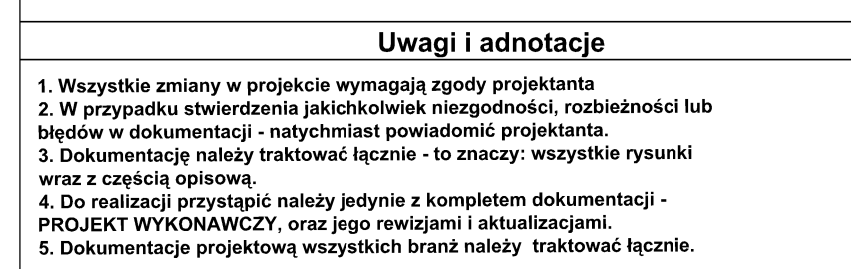 Uwagi i adnotacje
1. Wszystkie zmiany w projekcie wymagają zgody projektanta
2. W przypadku stwierdzenia jakichkolwiek niezgodności, rozbieżności lub
błędów w dokumentacji - natychmiast powiadomić projektanta.
3. Dokumentację należy traktować łącznie - to znaczy: wszystkie rysunki
wraz z częścią opisową.
4. Do realizacji przystąpić należy jedynie z kompletem dokumentacji -
PROJEKT WYKONAWCZY, oraz jego rewizjami i aktualizacjami.
5. Dokumentacje projektową wszystkich branż należy  traktować łącznie.